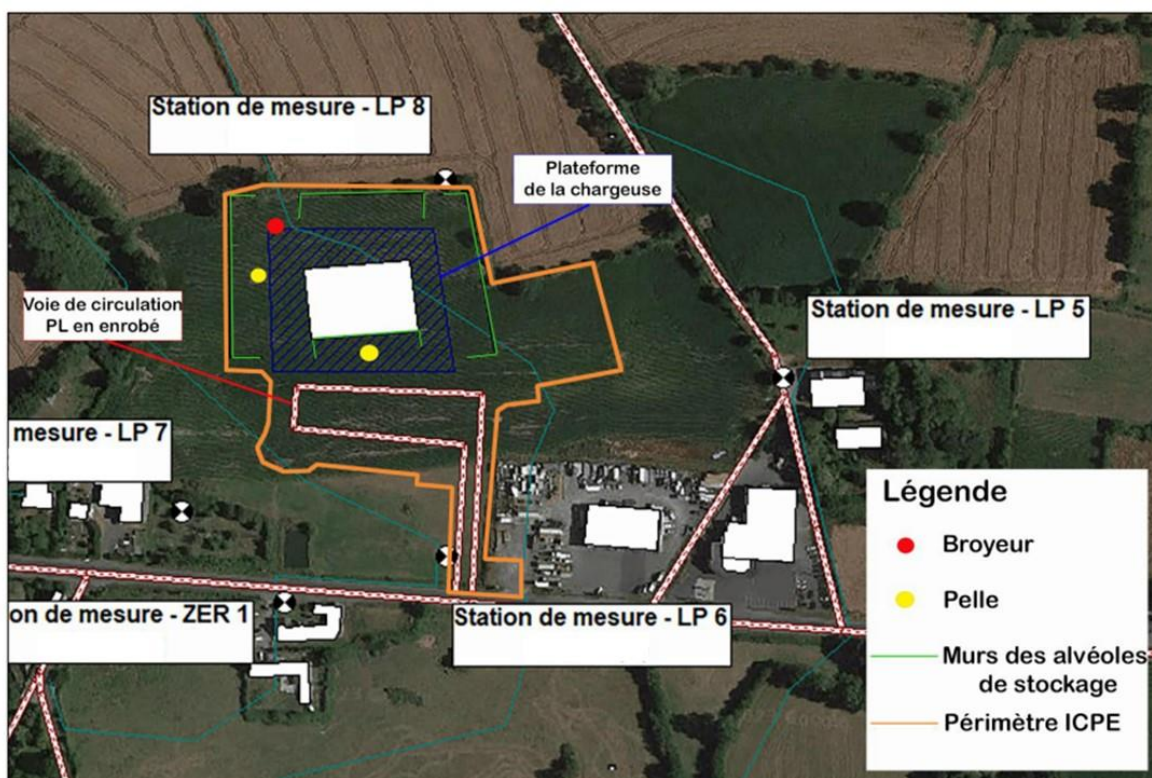 Station de mesure - LP 8
Plateforme
de la chargeuse
Voie de circulation
PL en enrobé
Station de mesure - LP 5
mesure - LP 7
Légende
Broyeur
Pelle
on de mesure - ZER 1
Station de mesure - LP 6
Murs des alvéoles
de stockage
Périmètre ICPE